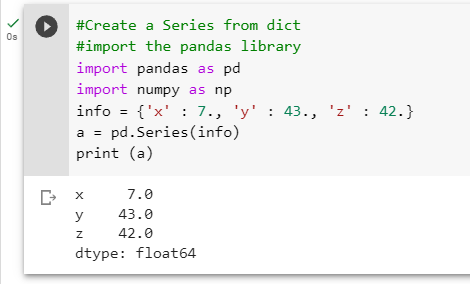 #Create a Series from dict
#import the pandas library
import pandas as pd
import numpy as np
info = {'x' : 7., 'y' : 43., 'z' : 42.}
a = pd.Series(info)
print (a)
0s
x     7.0
y    43.0
z    42.0
dtype: float64